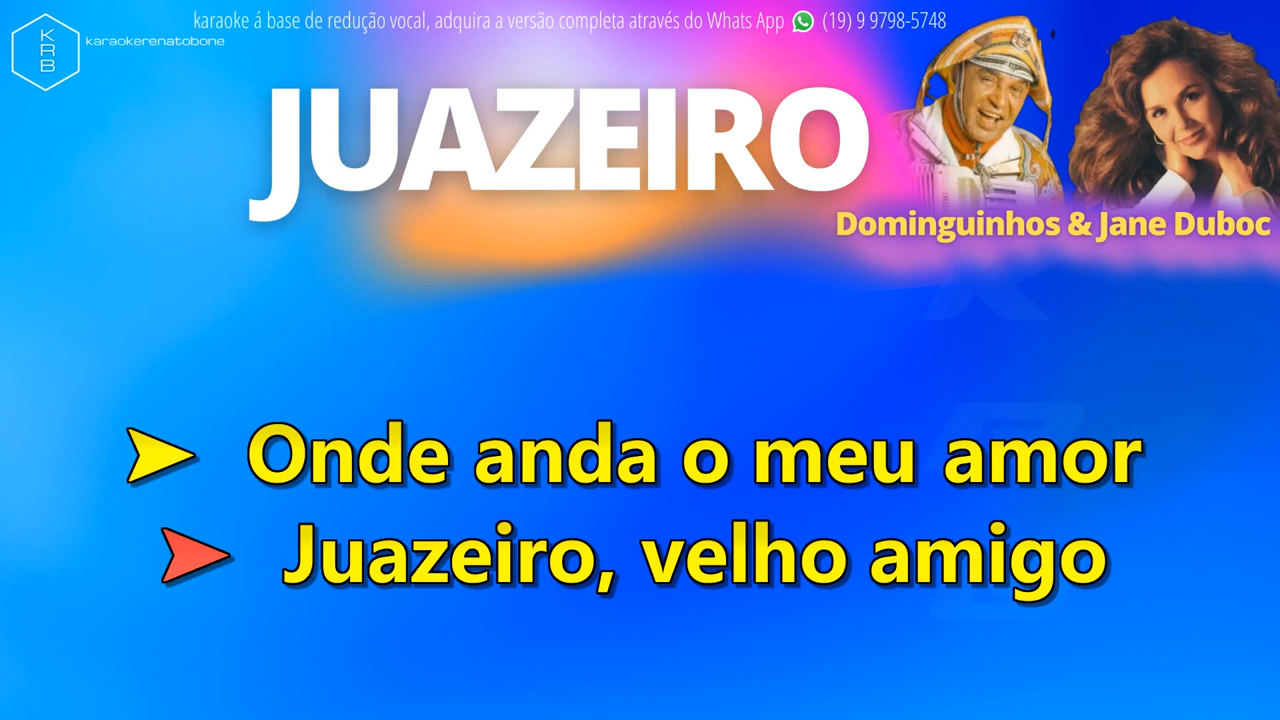 karaoke á base de redução vocal, adquira a versão completa através do Whats App (19) 9 9798-5748
K
R
B
karaokerenatobone
JUAZEIRO
Dominguinhos & Jane Duboc
Onde anda o meu amor
Juazeiro, velho amigo